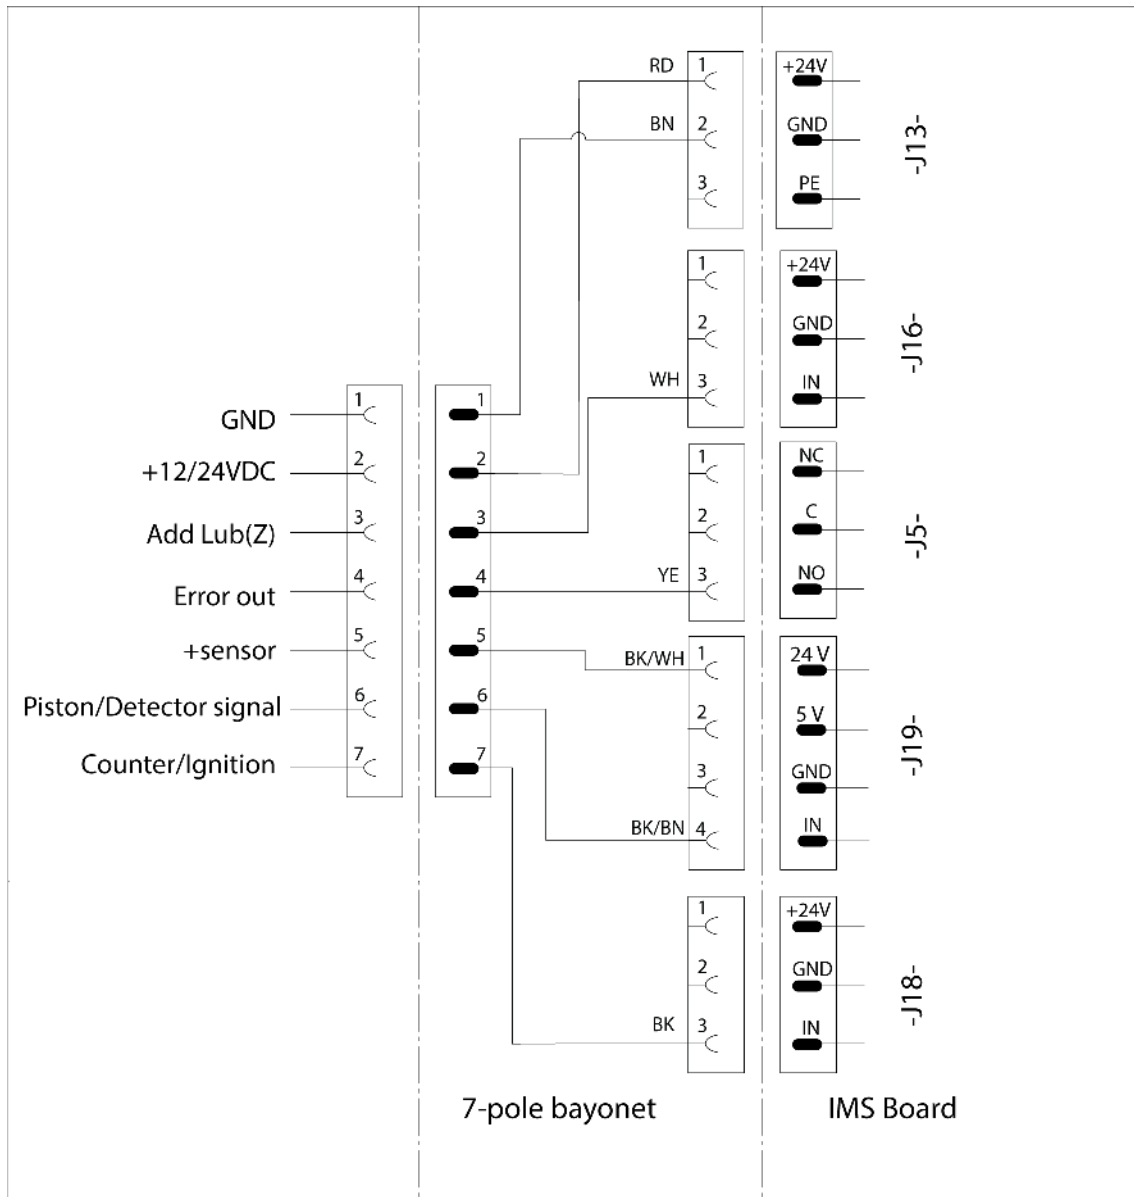 GND
+12/24VDC
Add Lub(Z)
Error out
+sensor
Piston/Detector signal
Counter/Ignition
1
2
3
4
5
6
7
1
2
3
4
5
6
7
RD 1
BN 2
3
+24V
GND
PE
-J13-
1
2
WH 3
+24V
GND
IN
-J16-
1
2
YE 3
NC
C
NO
-J5-
BK/WH 1
2
3
BK/BN 4
24 V
5 V
GND
IN
-J19-
1
2
BK 3
+24V
GND
IN
-J18-
7-pole bayonet
IMS Board